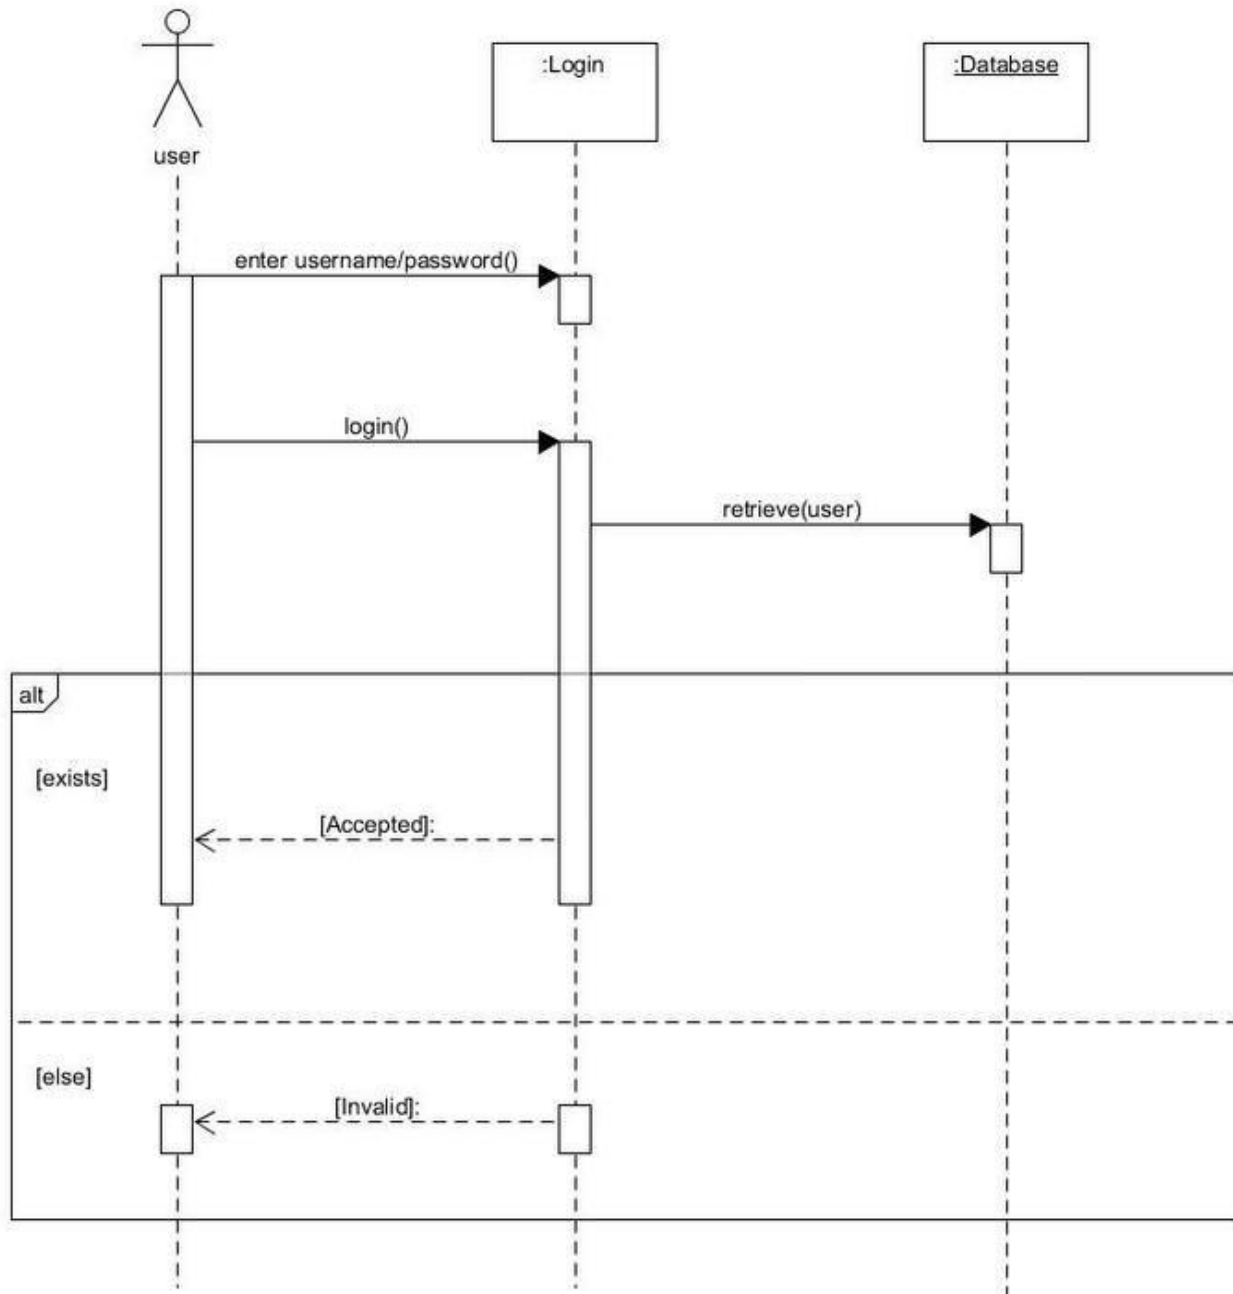 :Login
:Database
user
enter username/password()
login()
retrieve(user)
alt
[exists]
[Accepted]:
[else]
[Invalid]: